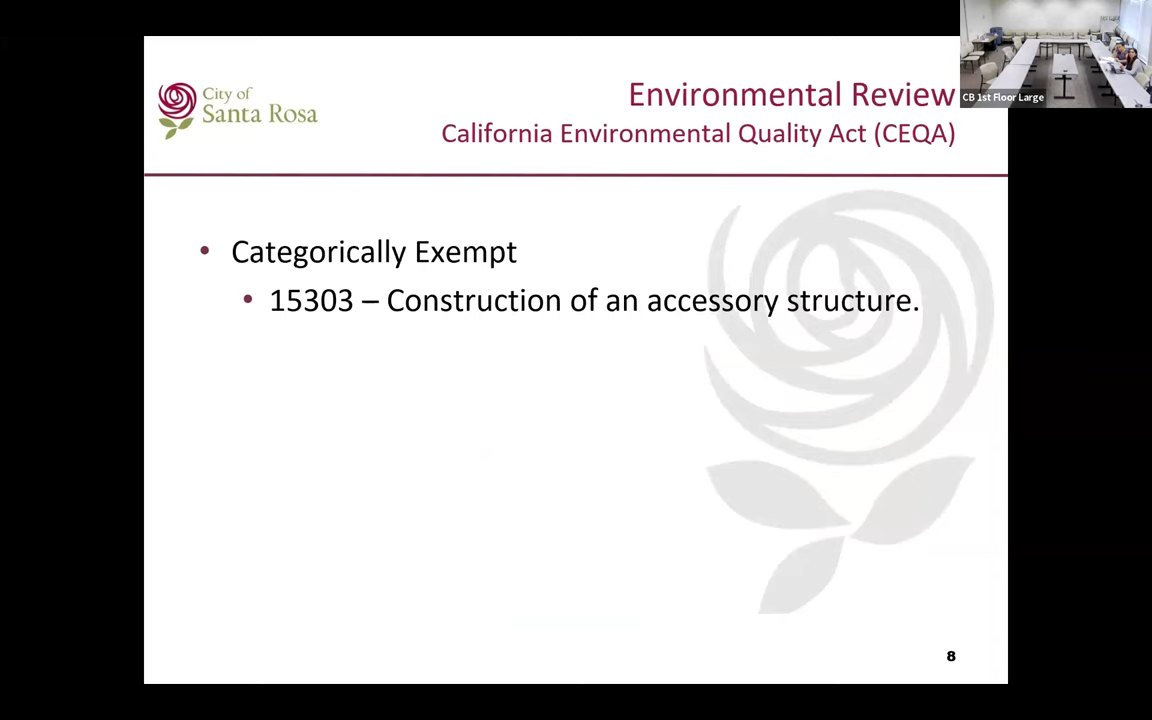 City of
Santa Rosa
Environmental Review
California Environmental Quality Act (CEQA)
CB 1st Floor Large
• Categorically Exempt
• 15303 – Construction of an accessory structure.
8